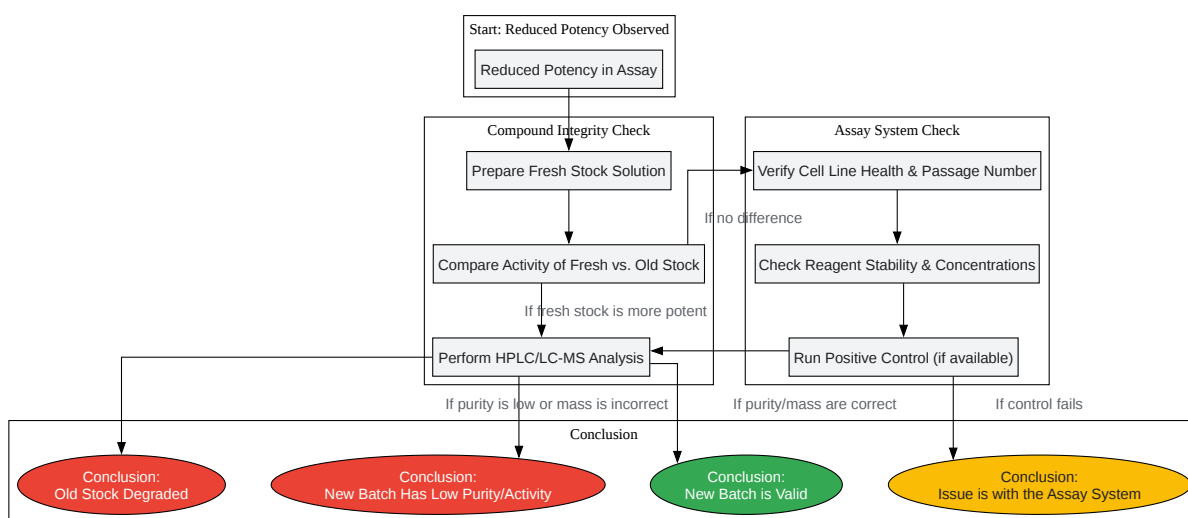 Start: Reduced Potency Observed
Reduced Potency in Assay
Compound Integrity Check
Assay System Check
Prepare Fresh Stock Solution
Verify Cell Line Health & Passage Number
If no difference
Compare Activity of Fresh vs. Old Stock
Check Reagent Stability & Concentrations
If fresh stock is more potent
Perform HPLC/LC-MS Analysis
Run Positive Control (if available)
If purity is low or mass is incorrect
If purity/mass are correct
If control fails
Conclusion
Conclusion:
Old Stock Degraded
Conclusion:
New Batch Has Low Purity/Activity
Conclusion:
New Batch is Valid
Conclusion:
Issue is with the Assay System